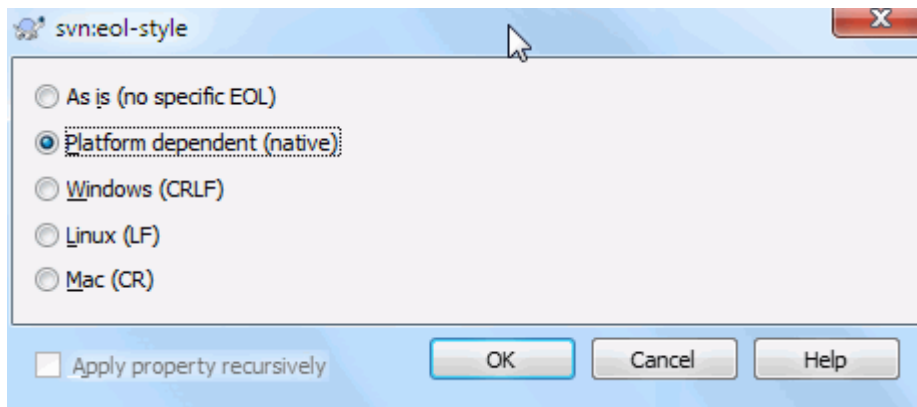 svn:eol-style
As is (no specific EOL)
Platform dependent (native)
Windows (CRLF)
Linux (LF)
Mac (CR)
Apply property recursively
OK
Cancel
Help